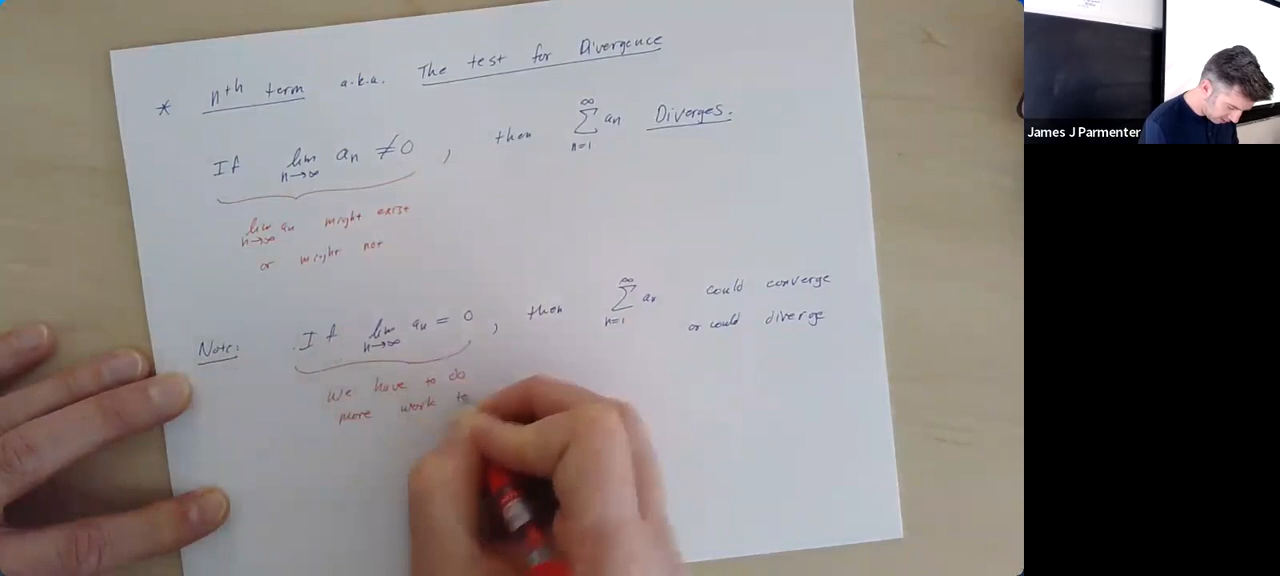 * nth term a.k.a. The test for Divergence
If lim n→∞ an ≠ 0 , then ∞ Σ n=1 an Diverges.
lim n→∞ an might exist
or might not
Note: If lim n→∞ an = 0 , then ∞ Σ n=1 an could converge
or could diverge
we have to do
more work to
James J Parmenter